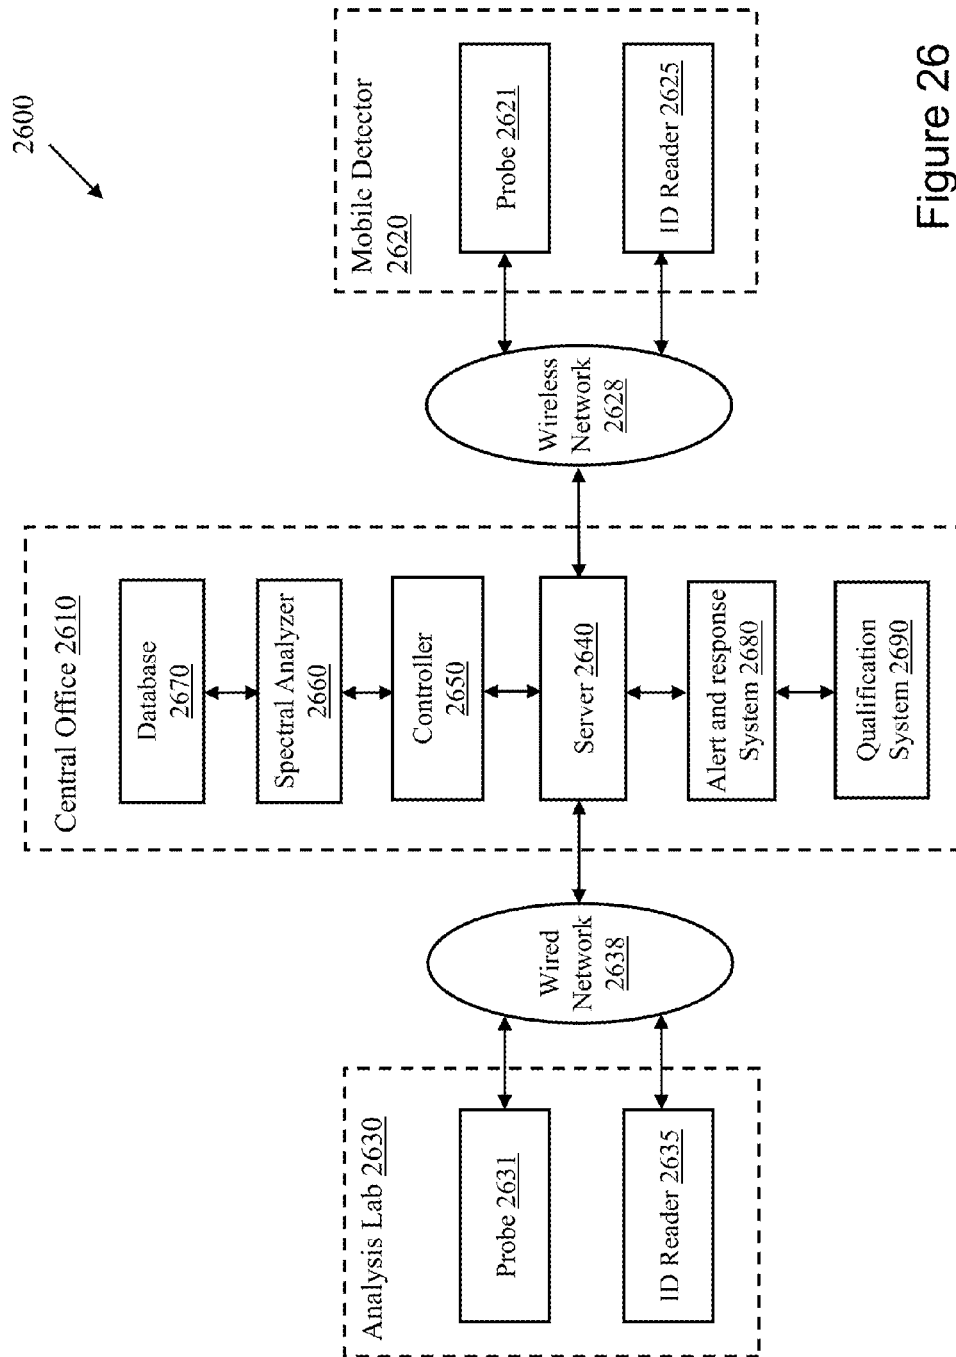 2600
Analysis Lab 2630
Probe 2631
ID Reader 2635
Wired
Network
2638
Central Office 2610
Database
2670
Spectral Analyzer
2660
Controller
2650
Server 2640
Alert and response
System 2680
Qualification
System 2690
Wireless
Network
2628
Mobile Detector
2620
Probe 2621
ID Reader 2625
Figure 26